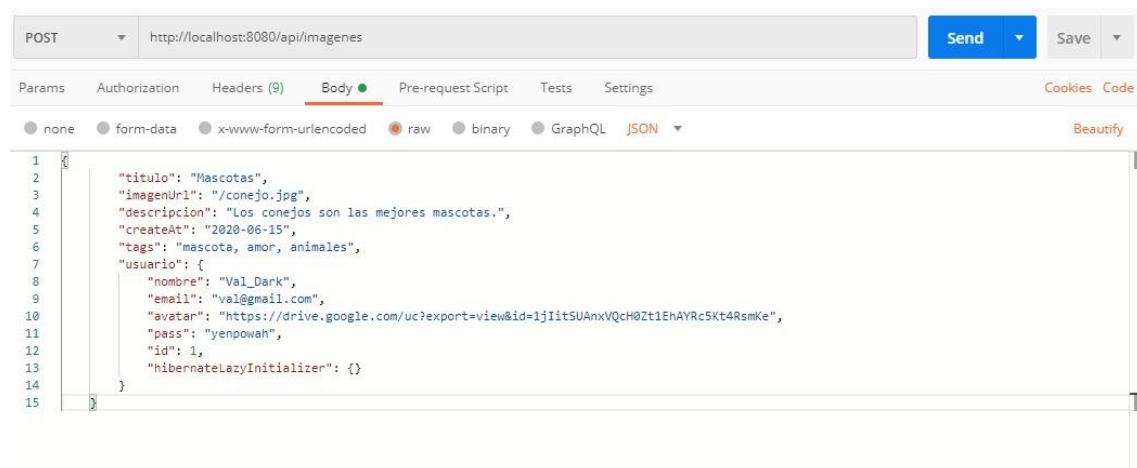 POST http://localhost:8080/api/imagenes Send Save
Params Authorization Headers (9) Body Pre-request Script Tests Settings Cookies Code
none form-data x-www-form-urlencoded raw binary GraphQL JSON Beautify
1 {
2 "titulo": "Mascotas",
3 "imagenUrl": "/conejo.jpg",
4 "descripcion": "Los conejos son las mejores mascotas.",
5 "createAt": "2020-06-15",
6 "tags": "mascota, amor, animales",
7 "usuario": {
8 "nombre": "Val_Dark",
9 "email": "val@gmail.com",
10 "avatar": "https://drive.google.com/uc?export=view&id=1jIitSUAnxVQcH0Zt1EhAYRc5Kt4RsmKe",
11 "pass": "yenpowah",
12 "id": 1,
13 "hibernateLazyInitializer": {}
14 }
15 }